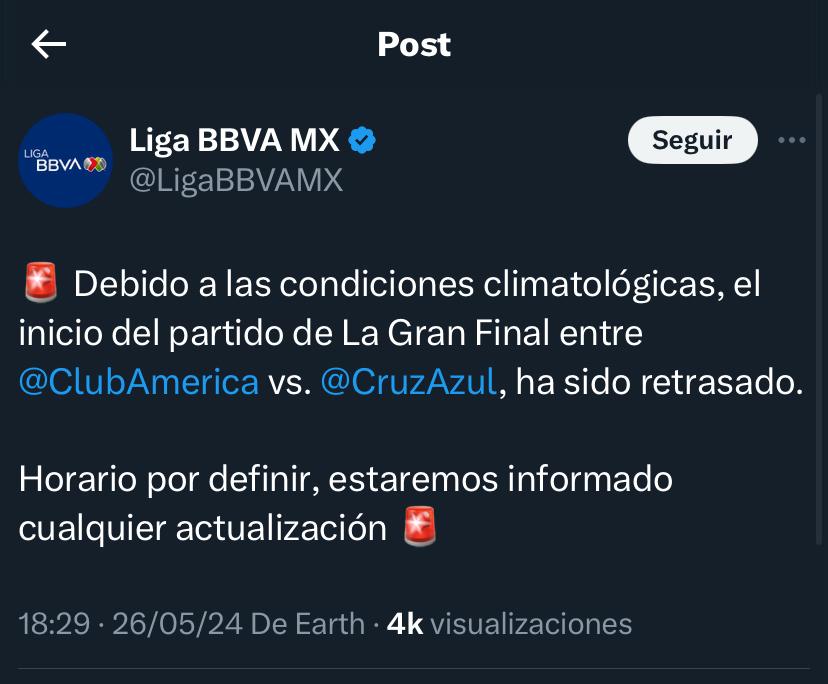 Post
LIGA
BBVA
Liga BBVA MX
Seguir
@LigaBBVAMX
🚨 Debido a las condiciones climatológicas, el
inicio del partido de La Gran Final entre
@ClubAmerica vs. @CruzAzul, ha sido retrasado.
Horario por definir, estaremos informado
cualquier actualización 🚨
18:29 · 26/05/24 De Earth · 4k visualizaciones